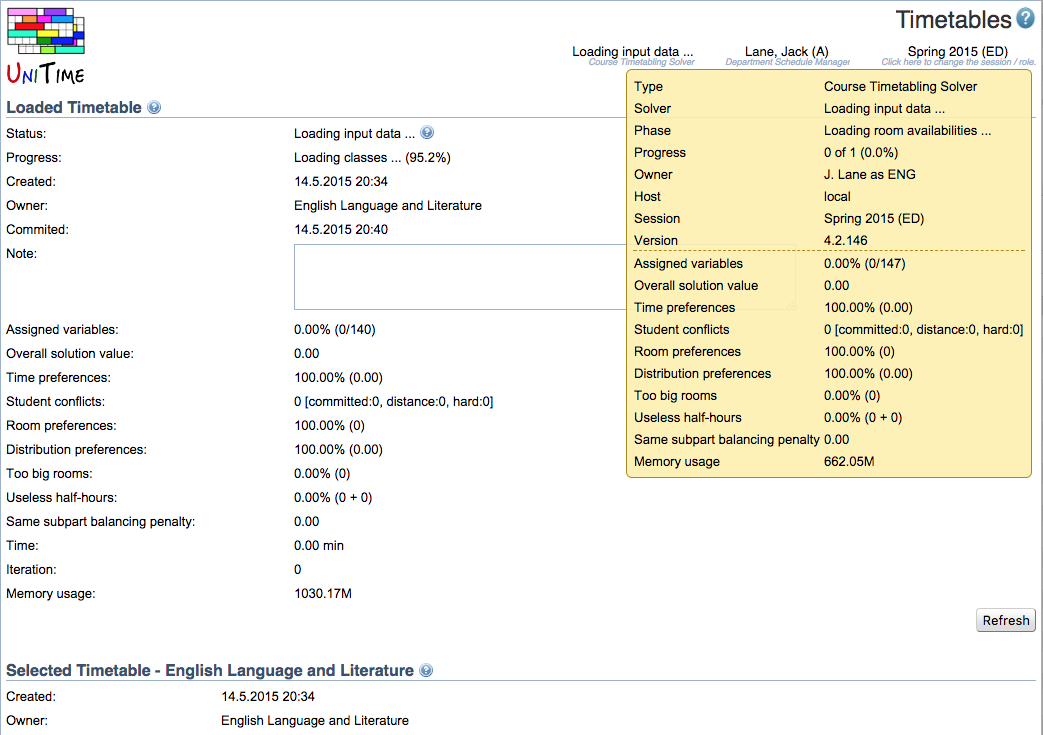 Timetables
UniTime
Loading input data ... Lane, Jack (A) Spring 2015 (ED)
Course Timetabling Solver Department Schedule Manager Click here to change the session / role.
Loaded Timetable
Status: Loading input data ...
Progress: Loading classes ... (95.2%)
Created: 14.5.2015 20:34
Owner: English Language and Literature
Commited: 14.5.2015 20:40
Note:
Assigned variables: 0.00% (0/140)
Overall solution value: 0.00
Time preferences: 100.00% (0.00)
Student conflicts: 0 [committed:0, distance:0, hard:0]
Room preferences: 100.00% (0)
Distribution preferences: 100.00% (0.00)
Too big rooms: 0.00% (0)
Useless half-hours: 0.00% (0 + 0)
Same subpart balancing penalty: 0.00
Time: 0.00 min
Iteration: 0
Memory usage: 1030.17M
Type Course Timetabling Solver
Solver Loading input data ...
Phase Loading room availabilities ...
Progress 0 of 1 (0.0%)
Owner J. Lane as ENG
Host local
Session Spring 2015 (ED)
Version 4.2.146
Assigned variables 0.00% (0/147)
Overall solution value 0.00
Time preferences 100.00% (0.00)
Student conflicts 0 [committed:0, distance:0, hard:0]
Room preferences 100.00% (0)
Distribution preferences 100.00% (0.00)
Too big rooms 0.00% (0)
Useless half-hours 0.00% (0 + 0)
Same subpart balancing penalty 0.00
Memory usage 662.05M
Refresh
Selected Timetable - English Language and Literature
Created: 14.5.2015 20:34
Owner: English Language and Literature